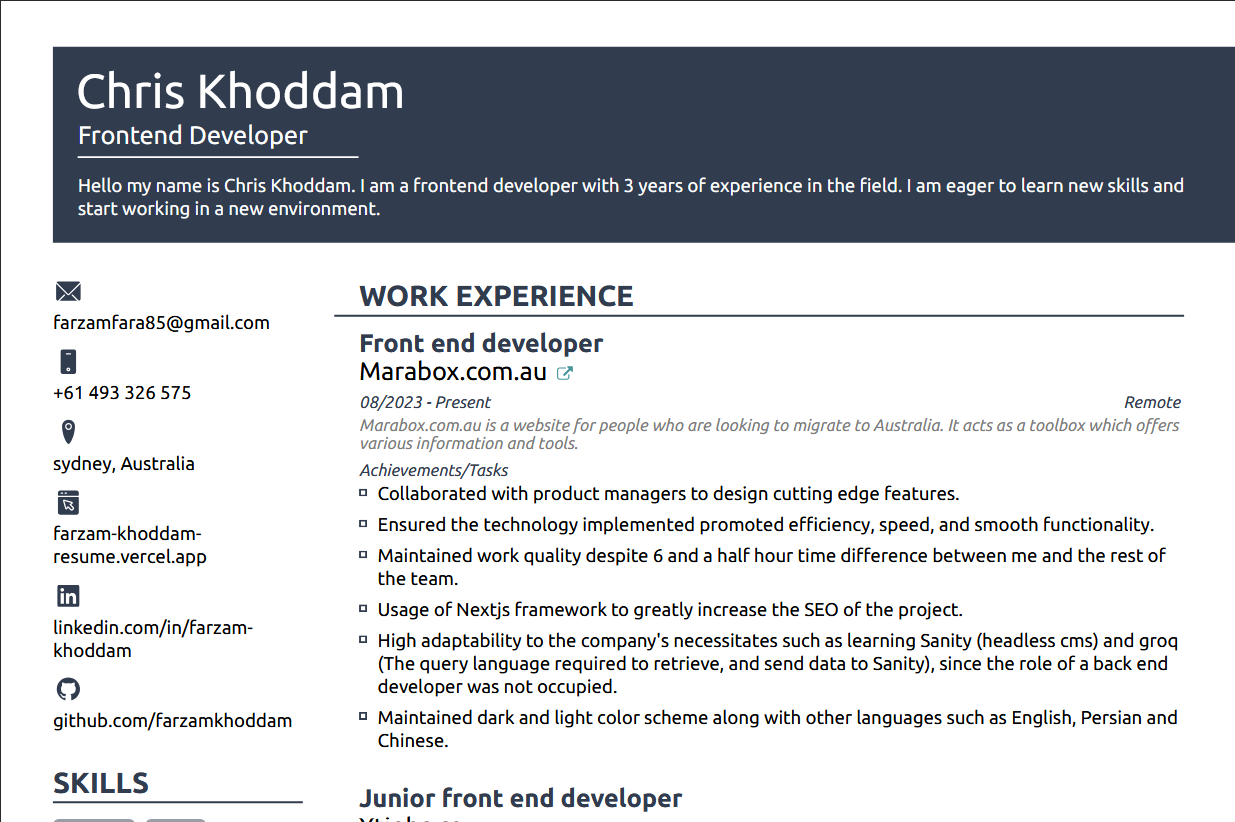 Chris Khoddam
Frontend Developer
Hello my name is Chris Khoddam. I am a frontend developer with 3 years of experience in the field. I am eager to learn new skills and
start working in a new environment.
farzamfara85@gmail.com
+61 493 326 575
sydney, Australia
farzam-khoddam-
resume.vercel.app
linkedin.com/in/farzam-
khoddam
github.com/farzamkhoddam
SKILLS
WORK EXPERIENCE
Front end developer
Marabox.com.au
08/2023 - Present
Remote
Marabox.com.au is a website for people who are looking to migrate to Australia. It acts as a toolbox which offers
various information and tools.
Achievements/Tasks
Collaborated with product managers to design cutting edge features.
Ensured the technology implemented promoted efficiency, speed, and smooth functionality.
Maintained work quality despite 6 and a half hour time difference between me and the rest of
the team.
Usage of Nextjs framework to greatly increase the SEO of the project.
High adaptability to the company's necessitates such as learning Sanity (headless cms) and groq
(The query language required to retrieve, and send data to Sanity), since the role of a back end
developer was not occupied.
Maintained dark and light color scheme along with other languages such as English, Persian and
Chinese.
Junior front end developer